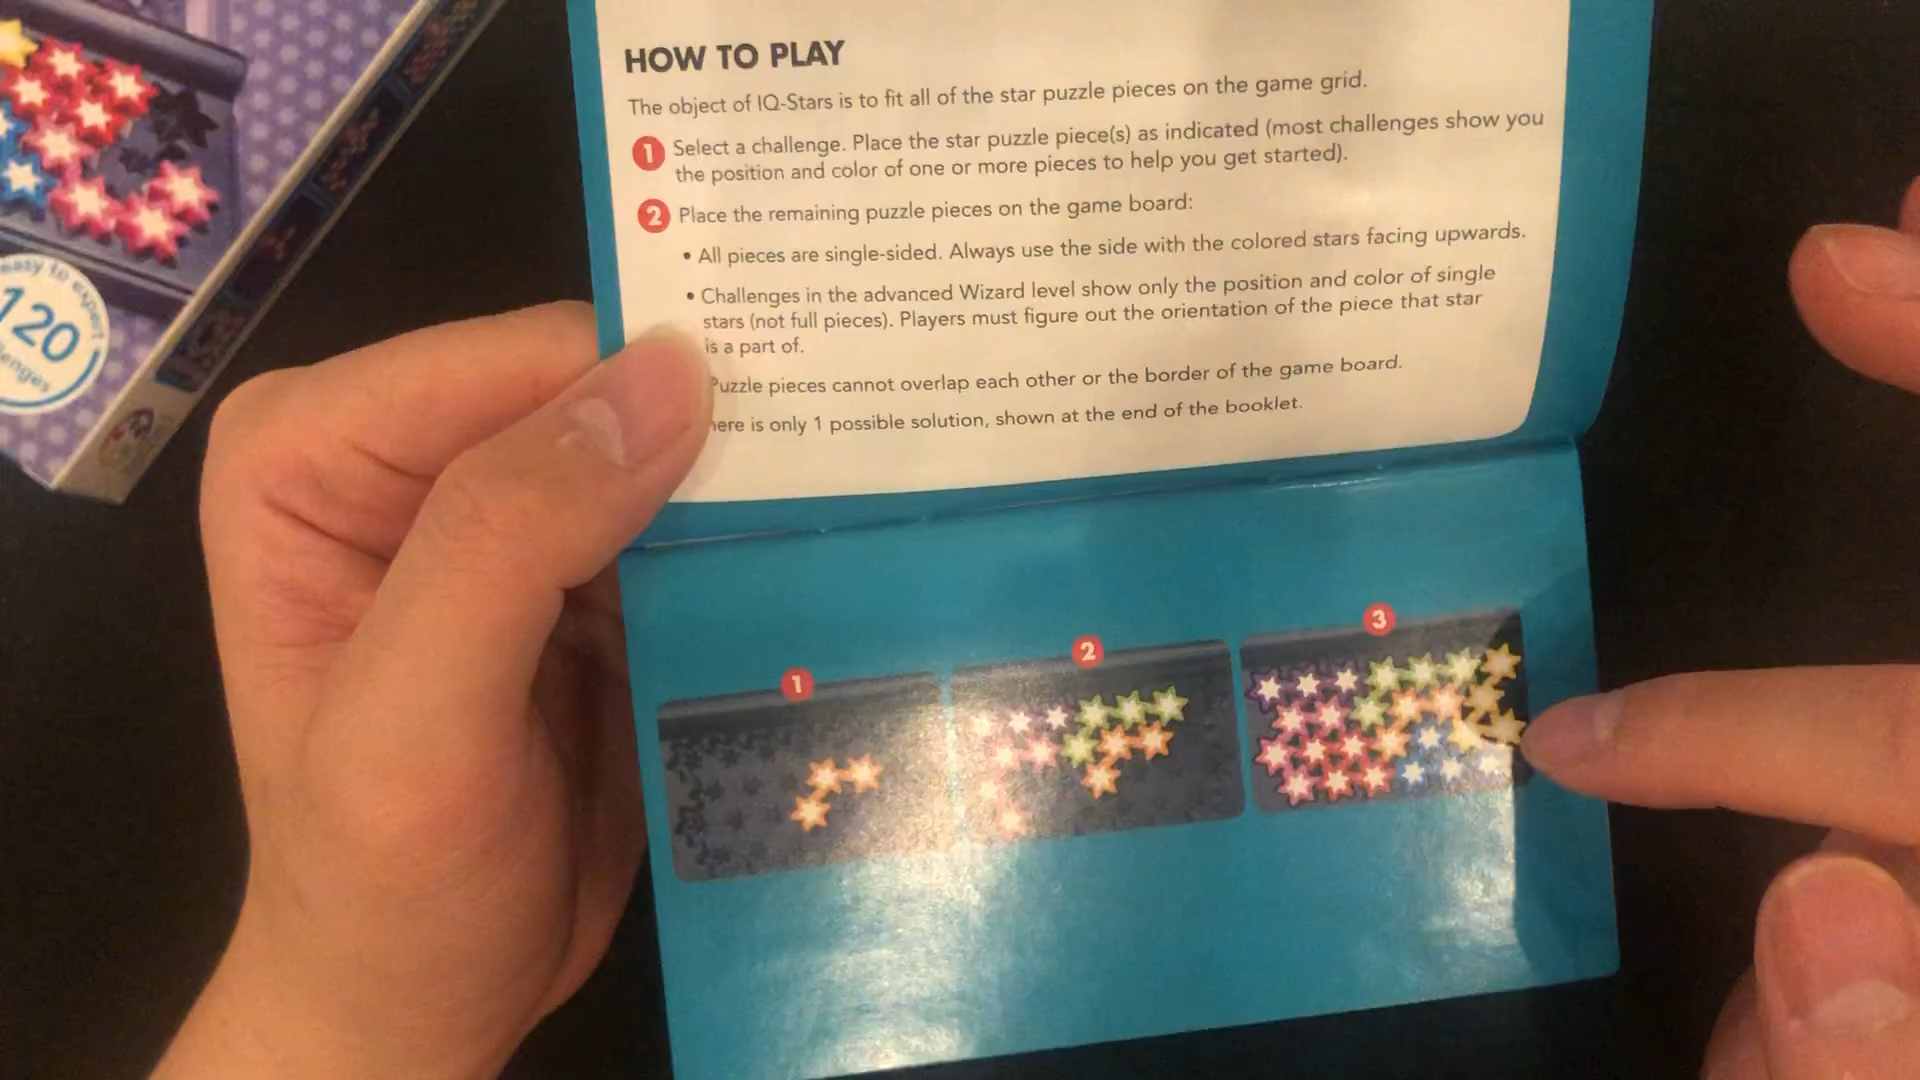 HOW TO PLAY
The object of IQ-Stars is to fit all of the star puzzle pieces on the game grid.
1 Select a challenge. Place the star puzzle piece(s) as indicated (most challenges show you
the position and color of one or more pieces to help you get started).
2 Place the remaining puzzle pieces on the game board:
• All pieces are single-sided. Always use the side with the colored stars facing upwards.
• Challenges in the advanced Wizard level show only the position and color of single
stars (not full pieces). Players must figure out the orientation of the piece that star
is a part of.
Puzzle pieces cannot overlap each other or the border of the game board.
ere is only 1 possible solution, shown at the end of the booklet.
easy to expert
120
lenges
1
2
3